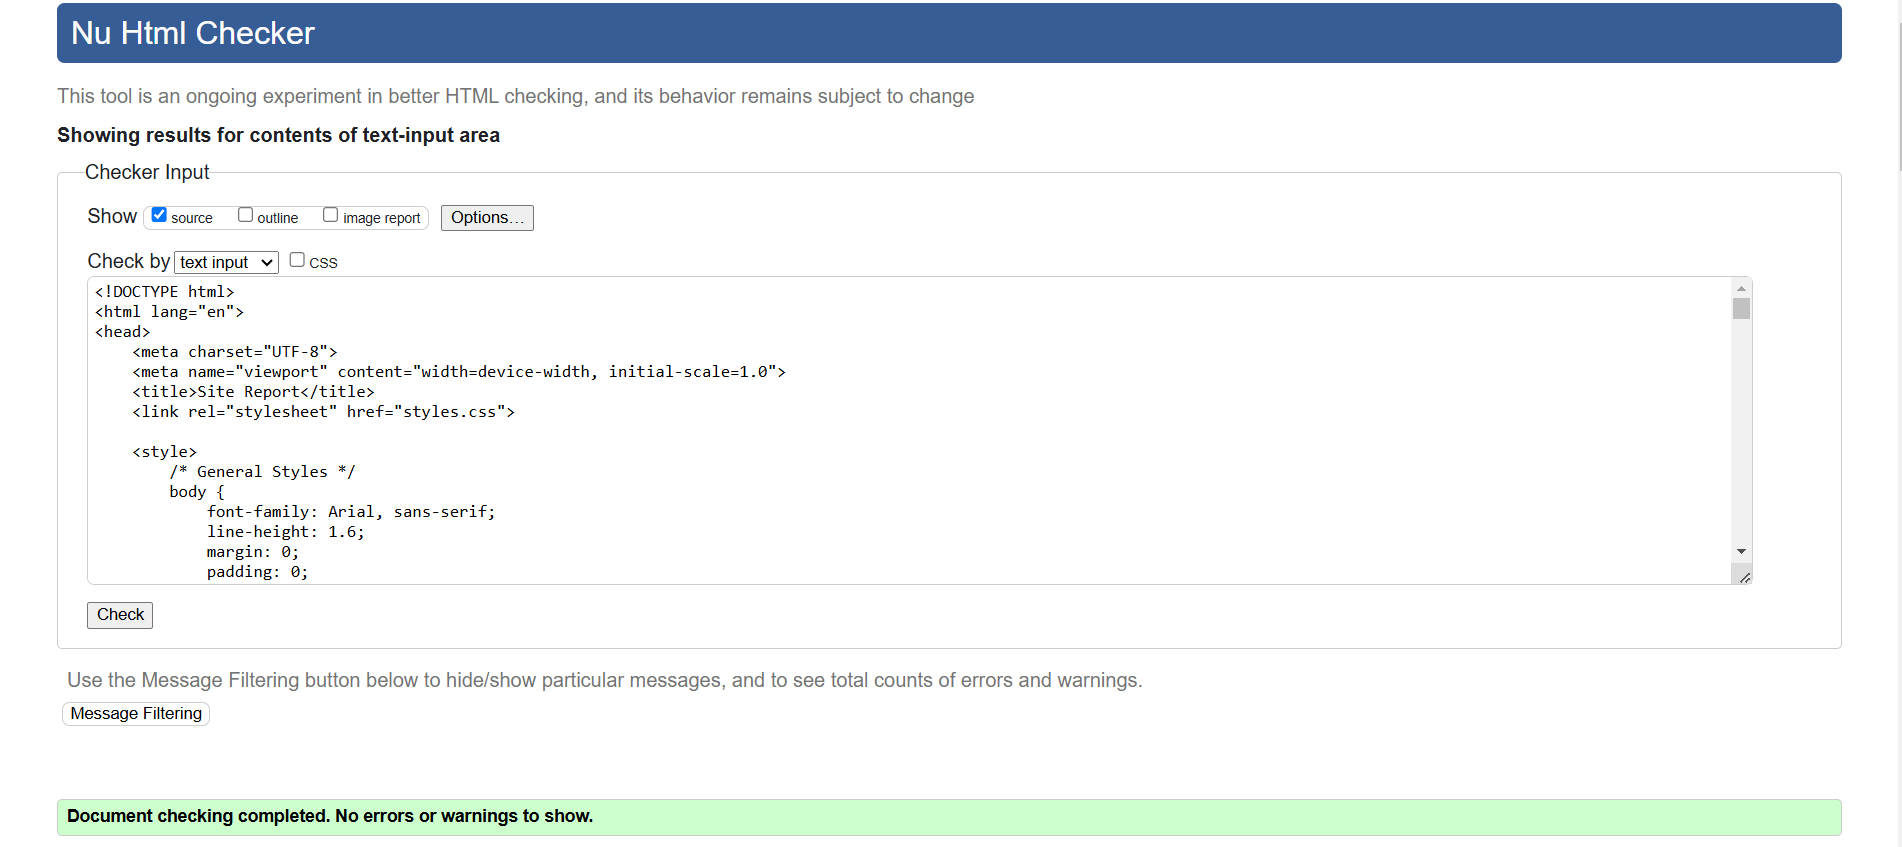 Nu Html Checker
This tool is an ongoing experiment in better HTML checking, and its behavior remains subject to change
Showing results for contents of text-input area
Checker Input
Show source outline image report Options...
Check by text input CSS
<!DOCTYPE html>
<html lang="en">
<head>
    <meta charset="UTF-8">
    <meta name="viewport" content="width=device-width, initial-scale=1.0">
    <title>Site Report</title>
    <link rel="stylesheet" href="styles.css">
    <style>
        /* General Styles */
        body {
            font-family: Arial, sans-serif;
            line-height: 1.6;
            margin: 0;
            padding: 0;
Check
Use the Message Filtering button below to hide/show particular messages, and to see total counts of errors and warnings.
Message Filtering
Document checking completed. No errors or warnings to show.